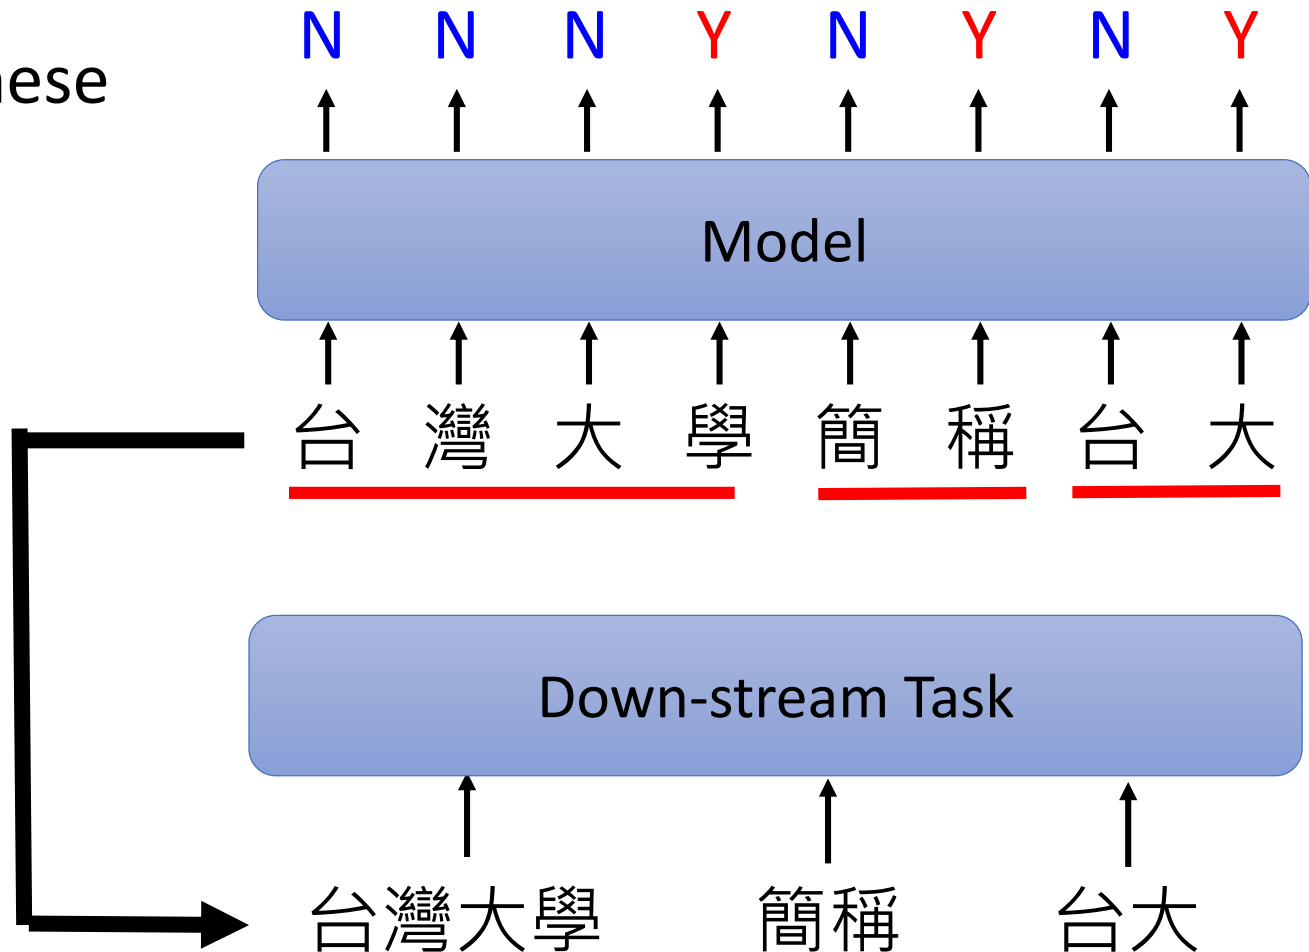 N N N Y N Y N Y
Model
台 灣 大 學 簡 稱 台 大
Down-stream Task
台灣大學 簡稱 台大